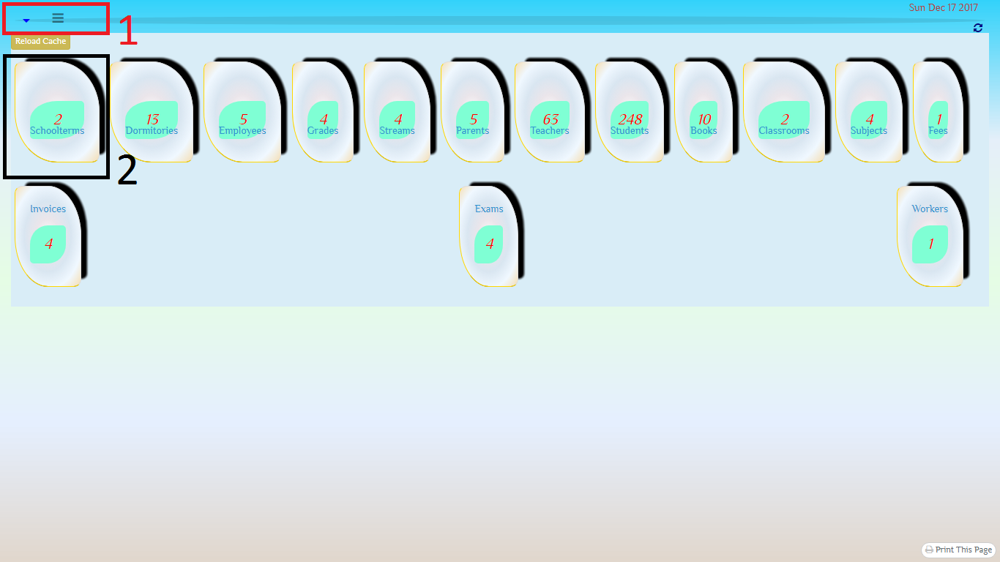 Sun Dec 17 2017
1
Reload Cache
2 13 5 4 4 5 63 248 10 2 4 1
Schoolterms Dormitories Employees Grades Streams Parents Teachers Students Books Classrooms Subjects Fees
2
Invoices Exams Workers
4 4 1
Print This Page